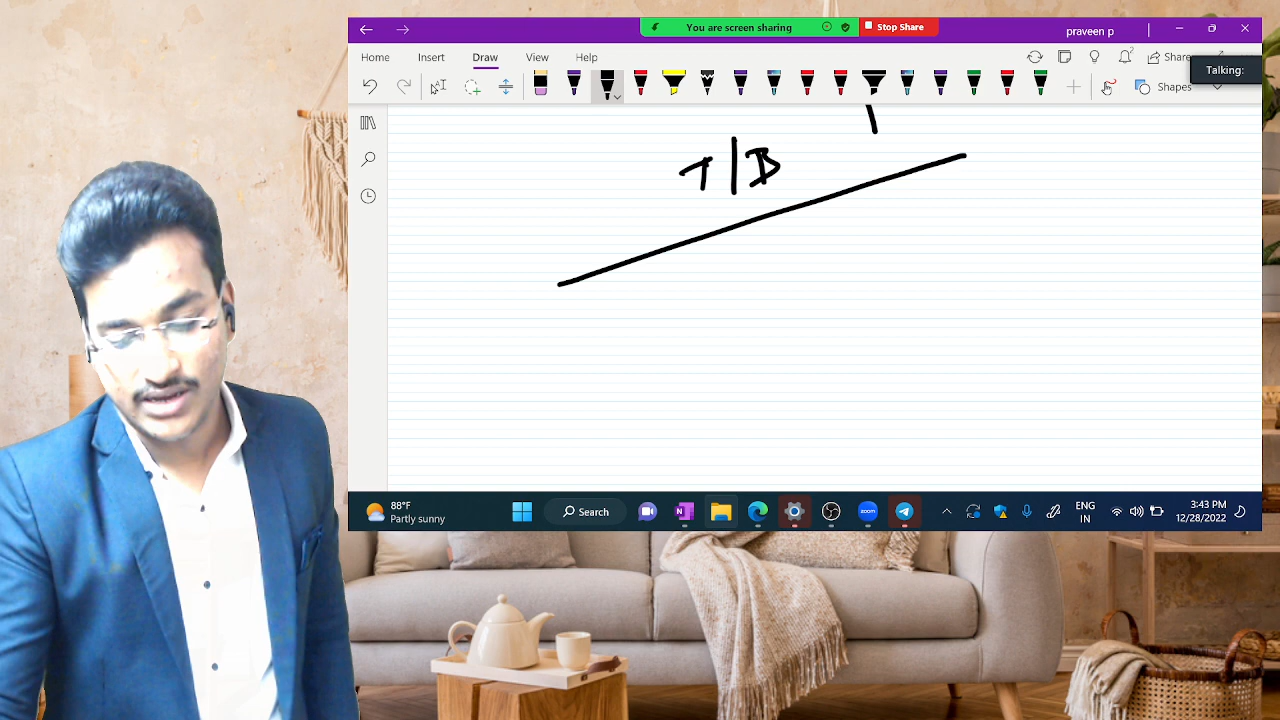 You are screen sharing
Stop Share
praveen p
Home Insert Draw View Help
Share
Talking:
Shapes
T|B
88°F
Partly sunny
Search
zoom
ENG
IN
3:43 PM
12/28/2022